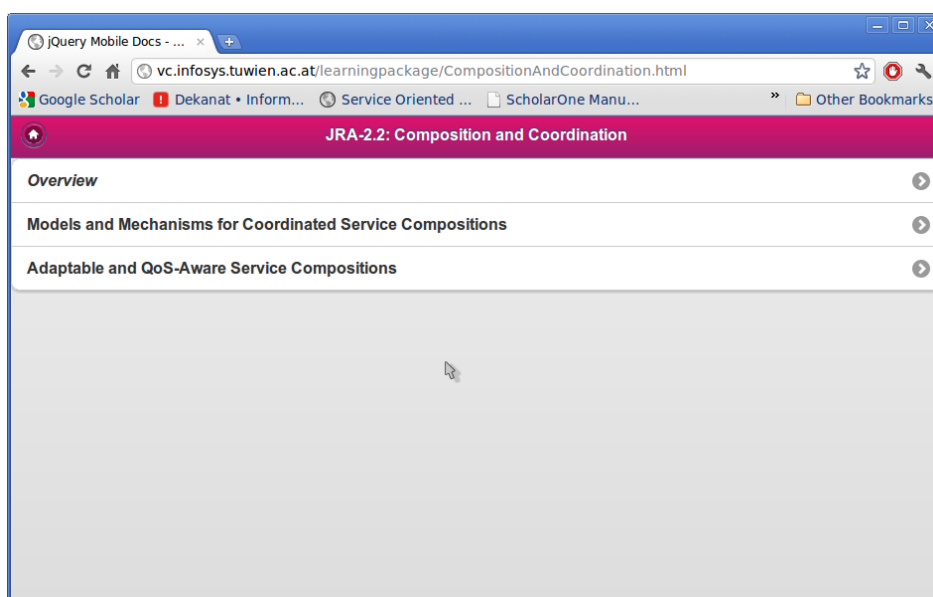 jQuery Mobile Docs - ...
vc.infosys.tuwien.ac.at/learningpackage/CompositionAndCoordination.html
Google Scholar Dekanat • Inform... Service Oriented ... ScholarOne Manu... » Other Bookmarks
JRA-2.2: Composition and Coordination
Overview
Models and Mechanisms for Coordinated Service Compositions
Adaptable and QoS-Aware Service Compositions